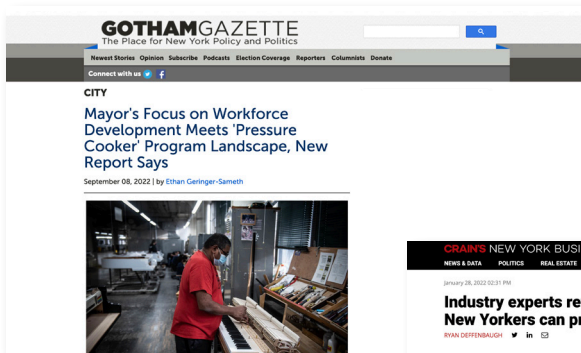 GOTHAMGAZETTE
The Place for New York Policy and Politics
Newest Stories Opinion Subscribe Podcasts Election Coverage Reporters Columnists Donate
Connect with us
CITY
Mayor's Focus on Workforce
Development Meets 'Pressure
Cooker' Program Landscape, New
Report Says
September 08, 2022 | by Ethan Geringer-Sameth
CRAIN'S NEW YORK BUSI
NEWS & DATA POLITICS REAL ESTATE
January 28, 2022 02:31 PM
Industry experts re
New Yorkers can pr
RYAN DEFFENBAUGH